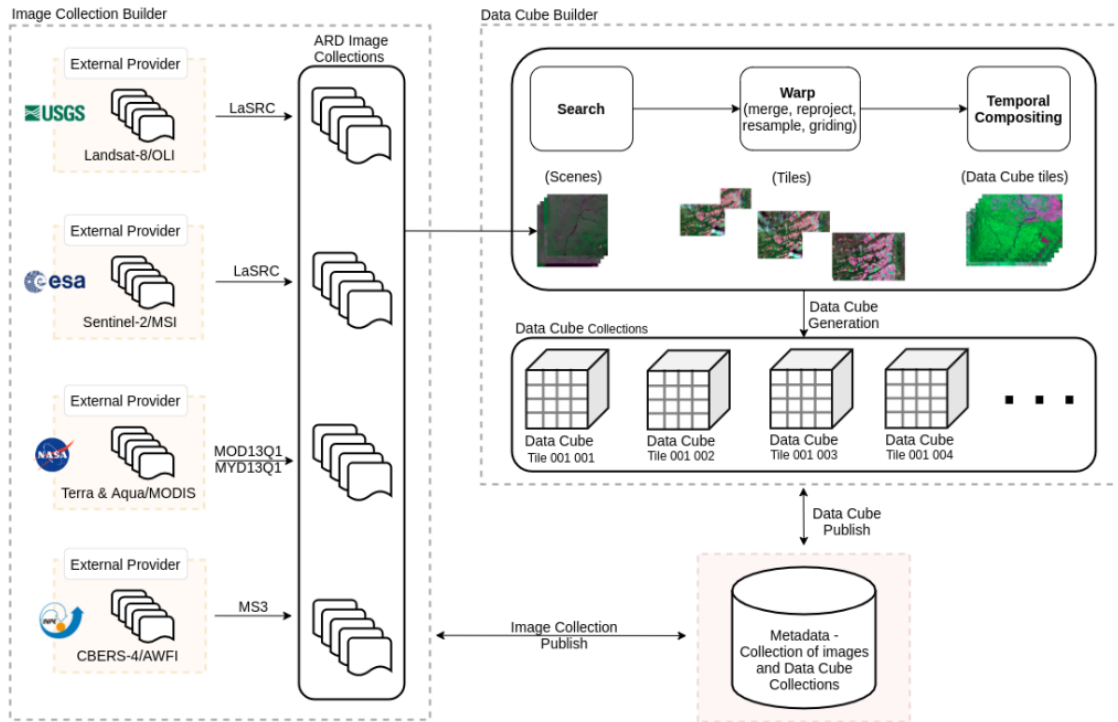 Image Collection Builder
ARD Image
Collections
External Provider
USGS
LaSRC
Landsat-8/OLI
External Provider
esa
LaSRC
Sentinel-2/MSI
External Provider
NASA
MOD13Q1
MYD13Q1
Terra & Aqua/MODIS
External Provider
INPE
MS3
CBERS-4/AWFI
Data Cube Builder
Search
Warp
(merge, reproject,
resample, griding)
Temporal
Compositing
(Scenes)
(Tiles)
(Data Cube tiles)
Data Cube
Generation
Data Cube Collections
Data Cube
Tile 001 001
Data Cube
Tile 001 002
Data Cube
Tile 001 003
Data Cube
Tile 001 004
Data Cube
Publish
Image Collection
Publish
Metadata -
Collection of images
and Data Cube
Collections